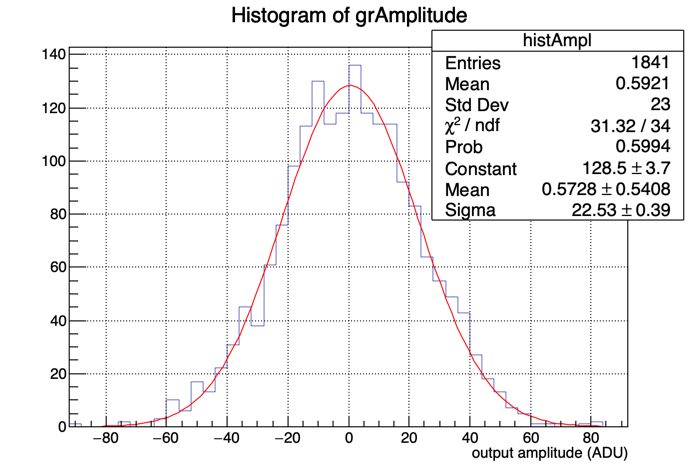 Histogram of grAmplitude
histAmpl
Entries 1841
Mean 0.5921
Std Dev 23
χ² / ndf 31.32 / 34
Prob 0.5994
Constant 128.5 ± 3.7
Mean 0.5728 ± 0.5408
Sigma 22.53 ± 0.39
140
120
100
80
60
40
20
0
−80 −60 −40 −20 0 20 40 60 80
output amplitude (ADU)